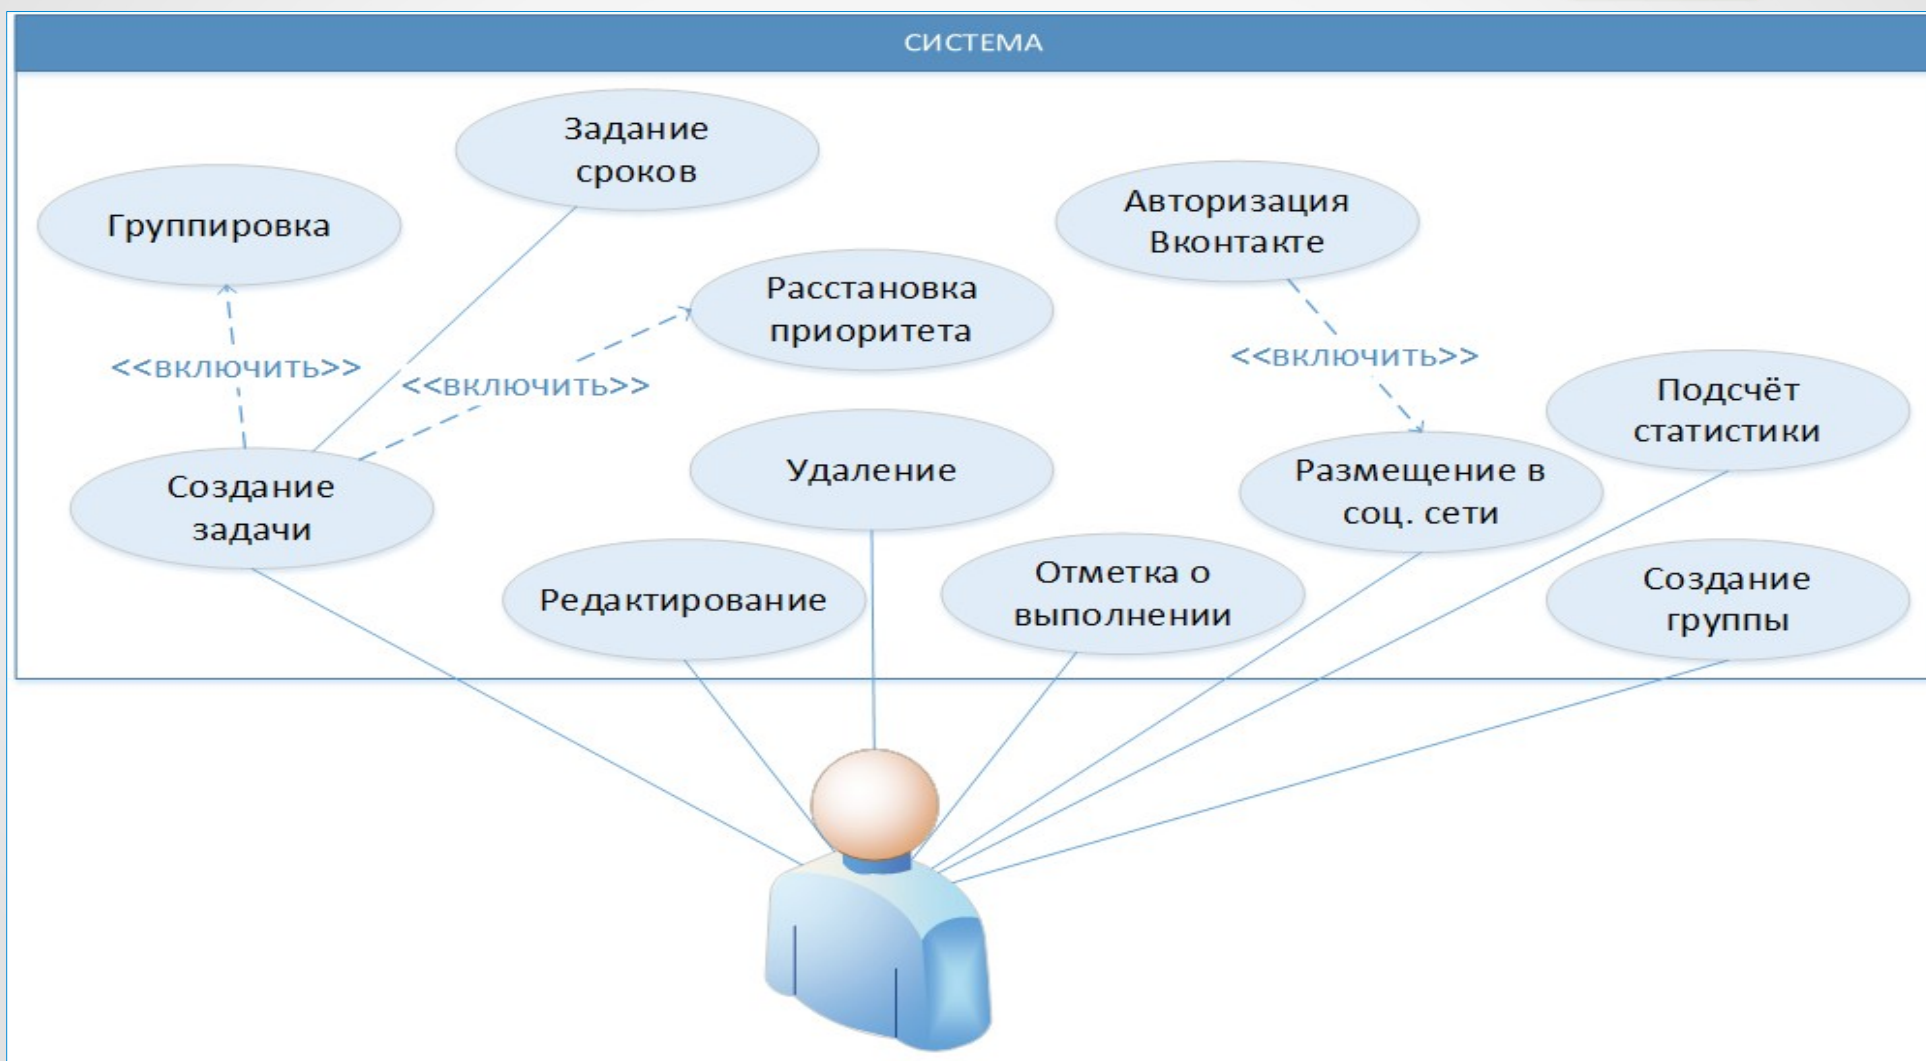 СИСТЕМА
Задание
сроков
Группировка
Авторизация
Вконтакте
Расстановка
приоритета
<<включить>>
<<включить>>
<<включить>>
Подсчёт
статистики
Создание
задачи
Удаление
Размещение в
соц. сети
Редактирование
Отметка о
выполнении
Создание
группы